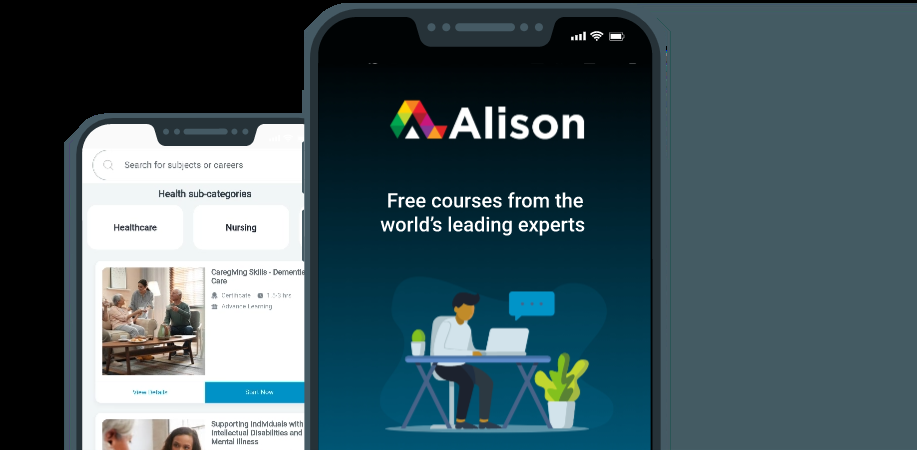 Search for subjects or careers
Health sub-categories
Healthcare
Nursing
Caregiving Skills - Dementia
Care
Certificate
1.5-3 hrs
Advance Learning
View Details
Start Now
Supporting Individuals with
Intellectual Disabilities and
Mental Illness
Alison
Free courses from the
world's leading experts